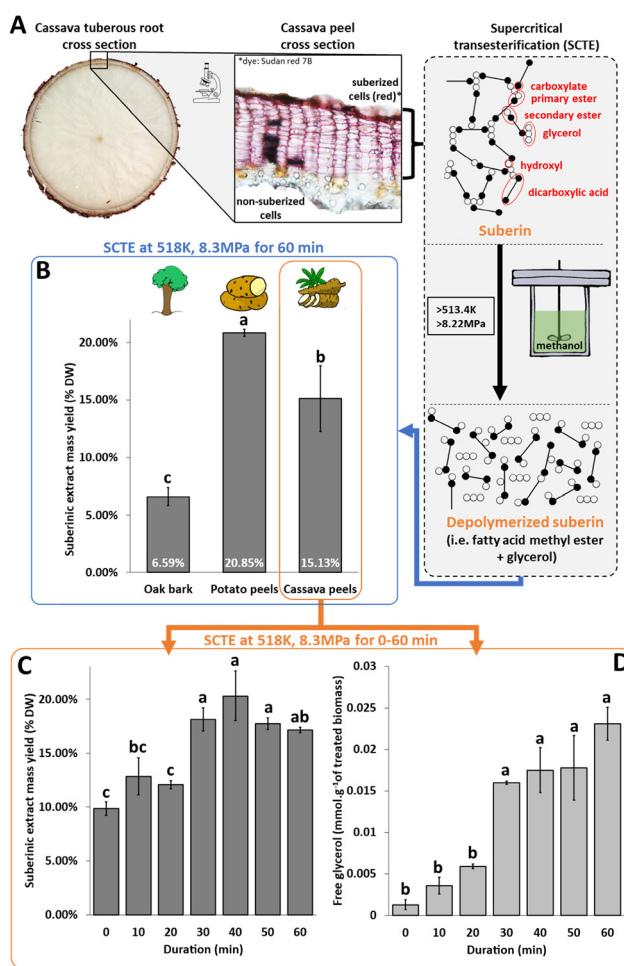 A
Cassava tuberous root
cross section
Cassava peel
cross section
*dye: Sudan red 7B
suberized
cells (red)*
non-suberized
cells
Supercritical
transesterification (SCTE)
carboxylate
primary ester
secondary ester
glycerol
hydroxyl
dicarboxylic acid
Suberin
>513.4K
>8.22MPa
methanol
Depolymerized suberin
(i.e. fatty acid methyl ester
+ glycerol)
SCTE at 518K, 8.3MPa for 60 min
B
Suberinic extract mass yield (% DW)
20.00%
15.00%
10.00%
5.00%
0.00%
c
a
b
6.59%
20.85%
15.13%
Oak bark
Potato peels
Cassava peels
SCTE at 518K, 8.3MPa for 0-60 min
C
Suberinic extract mass yield (% DW)
20.00%
15.00%
10.00%
5.00%
0.00%
c
bc
c
a
a
a
ab
0 10 20 30 40 50 60
Duration (min)
D
Free glycerol (mmol.g⁻¹of treated biomass)
0.03
0.025
0.02
0.015
0.01
0.005
0
b
b
b
a
a
a
a
0 10 20 30 40 50 60
Duration (min)